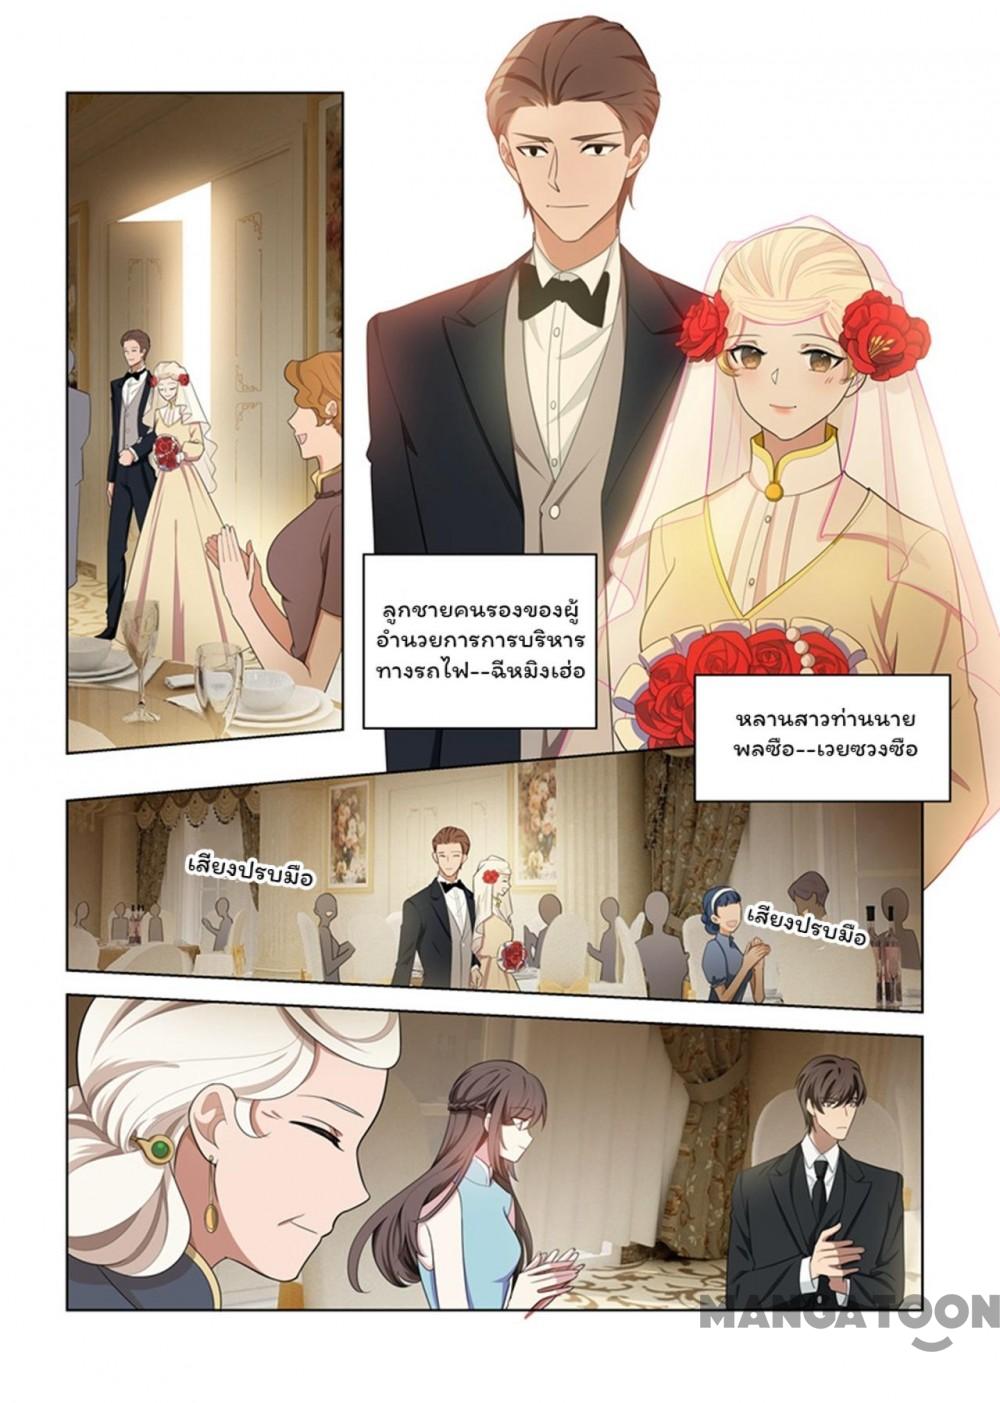 ลูกชายคนรองของผู้
อำนวยการการบริหาร
ทางรถไฟ--ฉีหมิงเฮ่อ
หลานสาวท่านนาย
พลซือ--เวยซวงซือ
เสียงปรบมือ
เสียงปรบมือ
MANGATOON